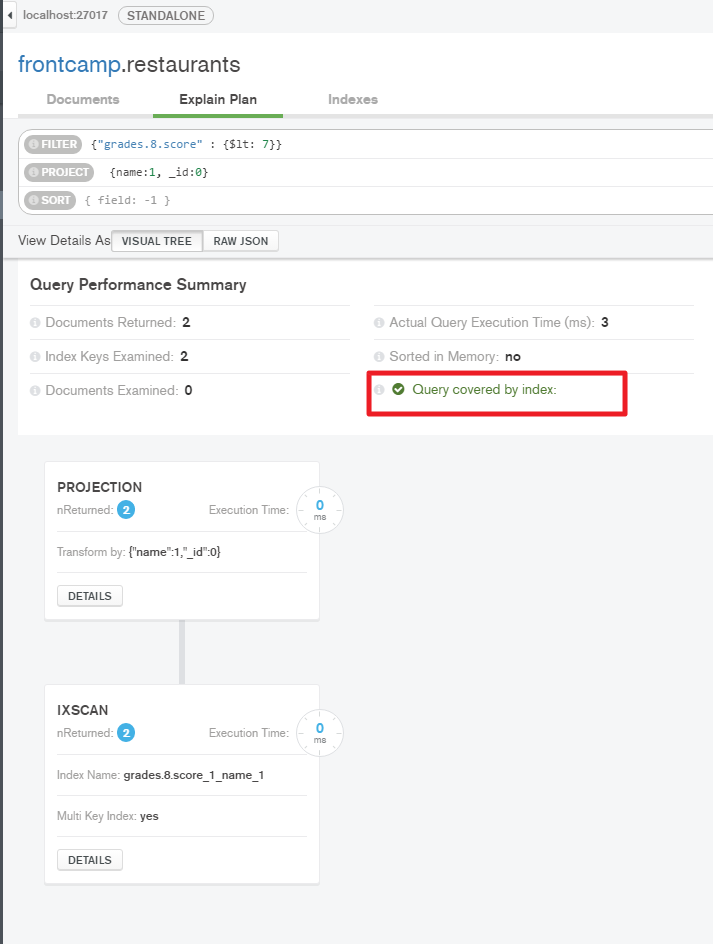 localhost:27017 STANDALONE
frontcamp.restaurants
Documents Explain Plan Indexes
FILTER {"grades.8.score" : {$lt: 7}}
PROJECT {name:1, _id:0}
SORT { field: -1 }
View Details As VISUAL TREE RAW JSON
Query Performance Summary
Documents Returned: 2
Actual Query Execution Time (ms): 3
Index Keys Examined: 2
Sorted in Memory: no
Documents Examined: 0
Query covered by index:
PROJECTION
nReturned: 2 Execution Time: 0 ms
Transform by: {"name":1,"_id":0}
DETAILS
IXSCAN
nReturned: 2 Execution Time: 0 ms
Index Name: grades.8.score_1_name_1
Multi Key Index: yes
DETAILS